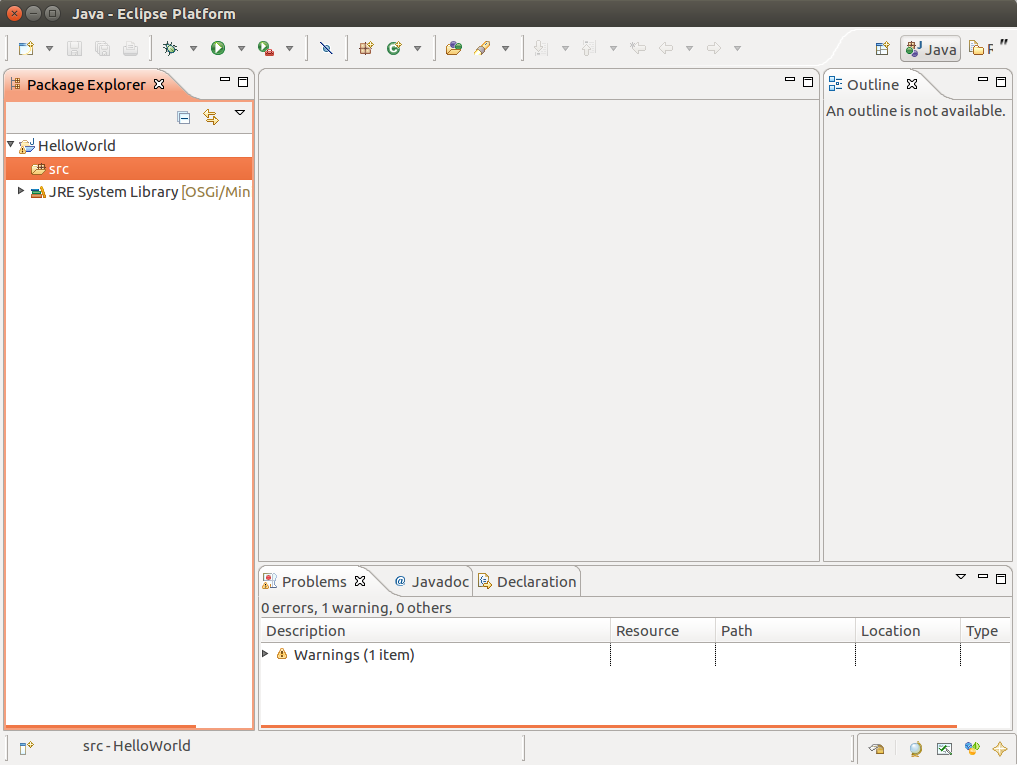 Java - Eclipse Platform
Java
Package Explorer
Outline
An outline is not available.
HelloWorld
src
JRE System Library [OSGi/Min
Problems
@ Javadoc
Declaration
0 errors, 1 warning, 0 others
Description Resource Path Location Type
Warnings (1 item)
src - HelloWorld